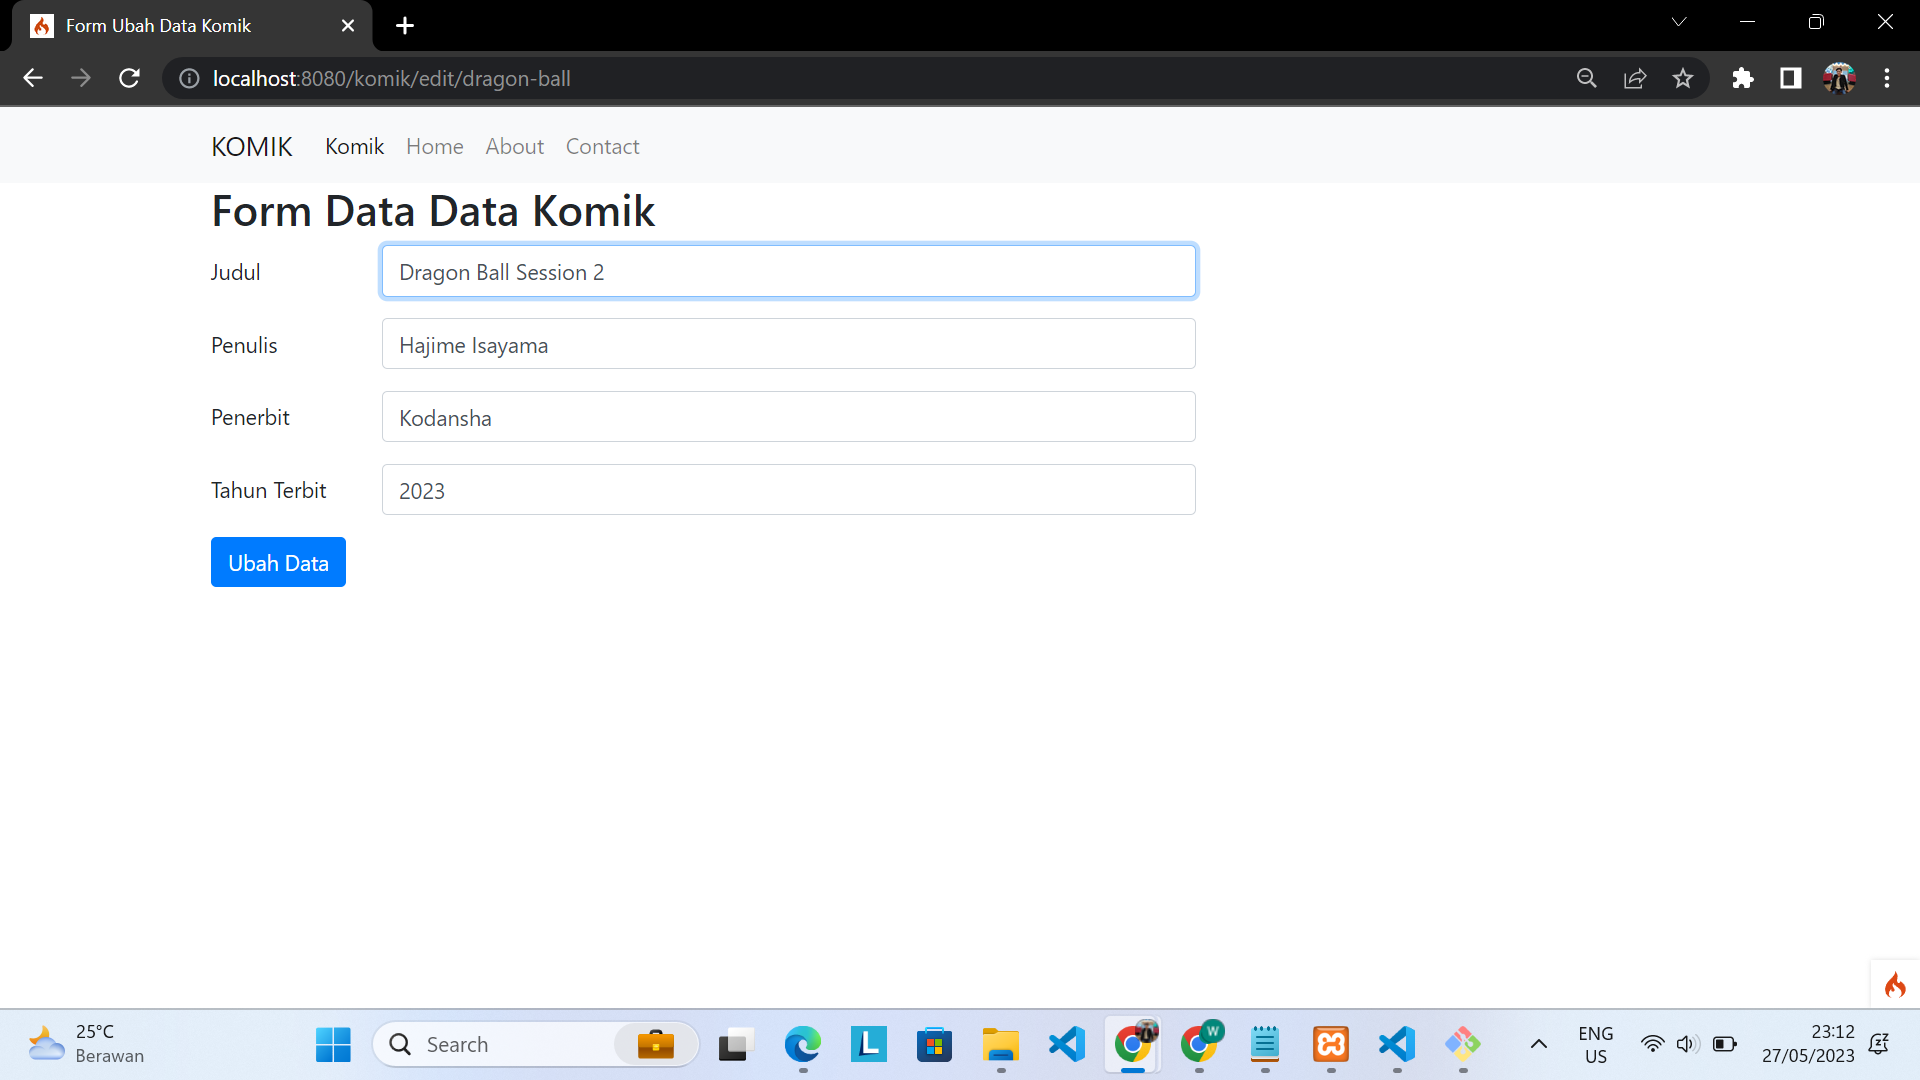 Form Ubah Data Komik
localhost:8080/komik/edit/dragon-ball
KOMIK Komik Home About Contact
Form Data Data Komik
Judul Dragon Ball Session 2
Penulis Hajime Isayama
Penerbit Kodansha
Tahun Terbit 2023
Ubah Data
25°C
Berawan
Search
L
W
ENG
US
23:12
27/05/2023